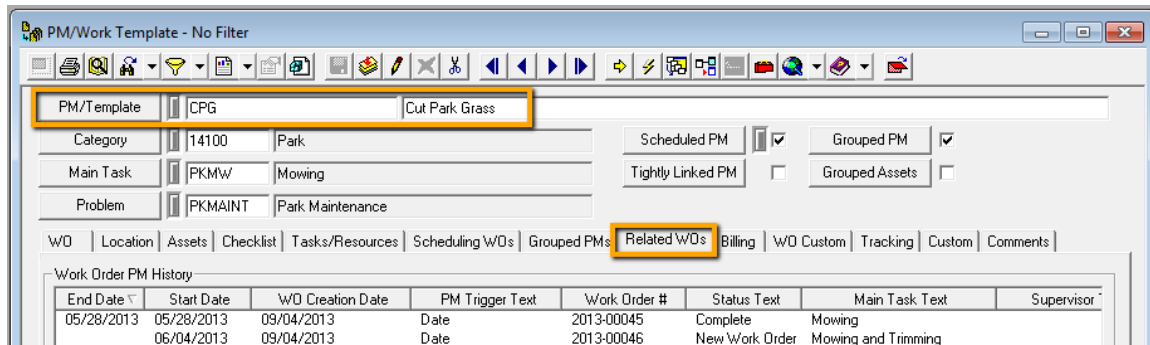 PM/Work Template - No Filter
PM/Template CPG Cut Park Grass
Category 14100 Park Scheduled PM Grouped PM
Main Task PKMW Mowing Tightly Linked PM Grouped Assets
Problem PKMAINT Park Maintenance
WO Location Assets Checklist Tasks/Resources Scheduling WOs Grouped PMs Related WOs Billing WO Custom Tracking Custom Comments
Work Order PM History
End Date Start Date WO Creation Date PM Trigger Text Work Order # Status Text Main Task Text Supervisor
05/28/2013 05/28/2013 09/04/2013 Date 2013-00045 Complete Mowing
06/04/2013 09/04/2013 Date 2013-00046 New Work Order Mowing and Trimming